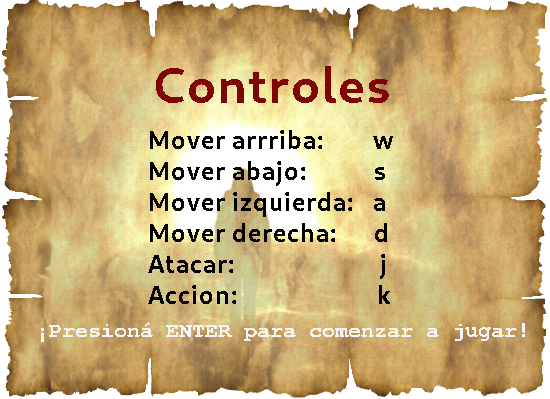 Controles
Mover arrriba: w
Mover abajo: s
Mover izquierda: a
Mover derecha: d
Atacar: j
Accion: k
¡Presioná ENTER para comenzar a jugar!